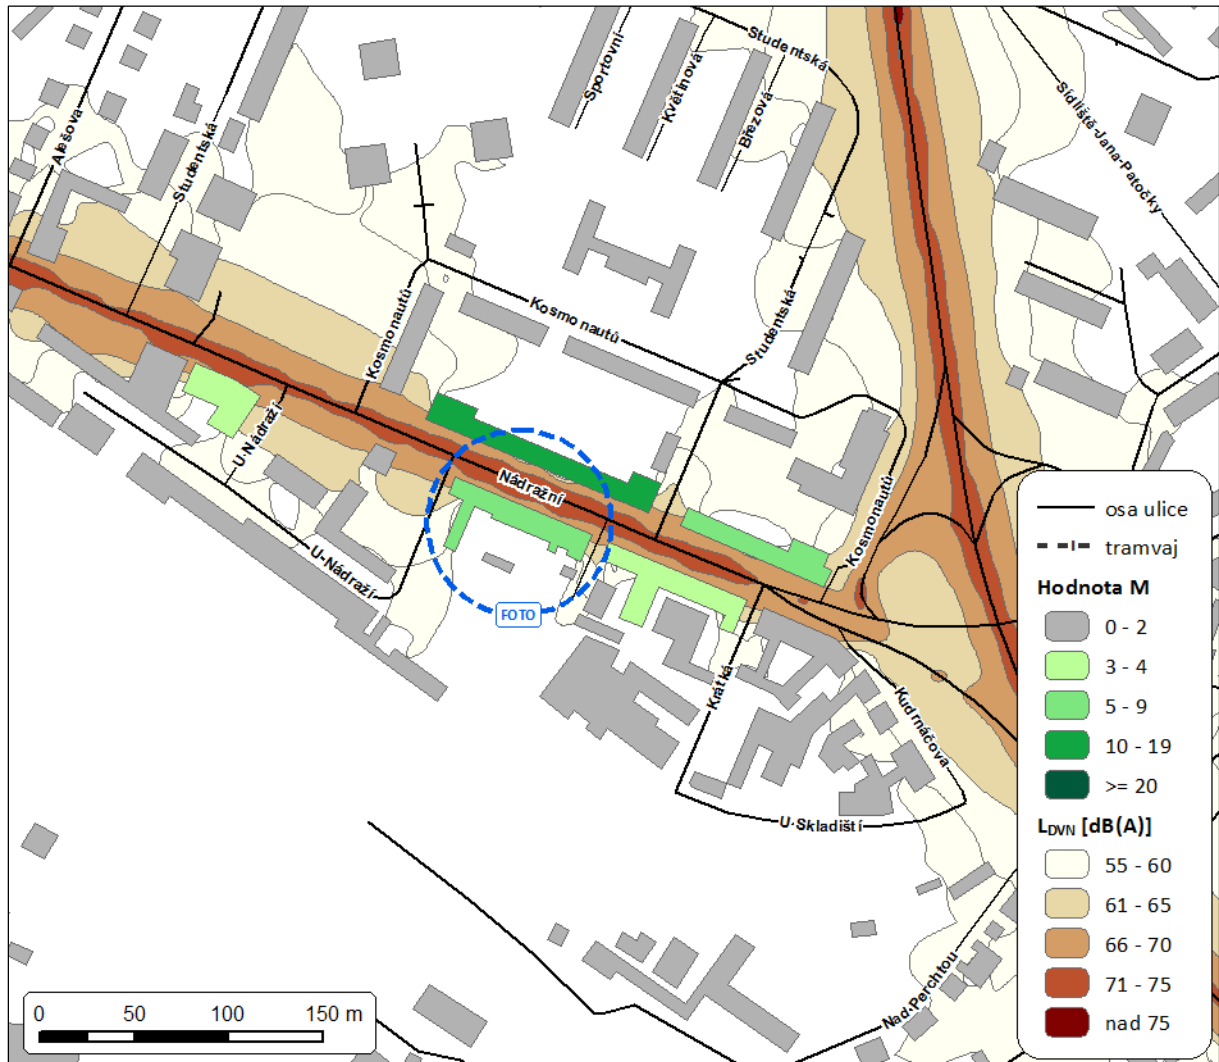 Studentská
Sportovní
Květinová
Březová
Sídliště-Jana-Patočky
Alešova
Studentská
Kosmonautů
Kosmonautů
Studentská
U-Nádraží
Nádražní
Kosmonautů
U-Nádraží
FOTO
Krátká
Kudrnáčova
U-Skladiští
Nad-Perchtou
osa ulice
tramvaj
Hodnota M
0 - 2
3 - 4
5 - 9
10 - 19
>= 20
LDVN [dB(A)]
55 - 60
61 - 65
66 - 70
71 - 75
nad 75
0 50 100 150 m